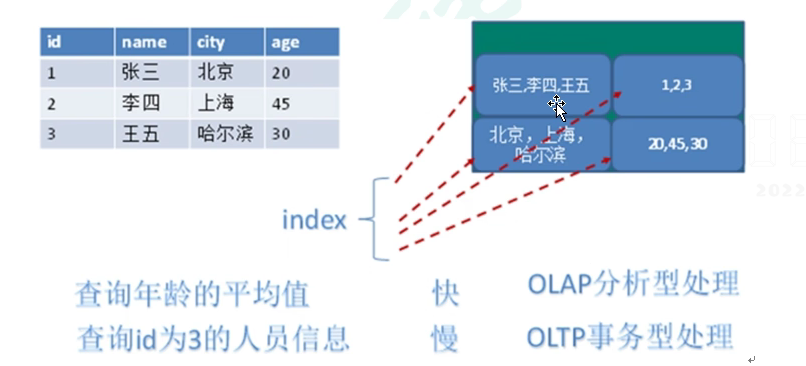 id name city age
1 张三 北京 20
2 李四 上海 45
3 王五 哈尔滨 30
张三,李四,王五
1,2,3
北京，上海，
哈尔滨
20,45,30
index
查询年龄的平均值 快 OLAP分析型处理
查询id为3的人员信息 慢 OLTP事务型处理
2022